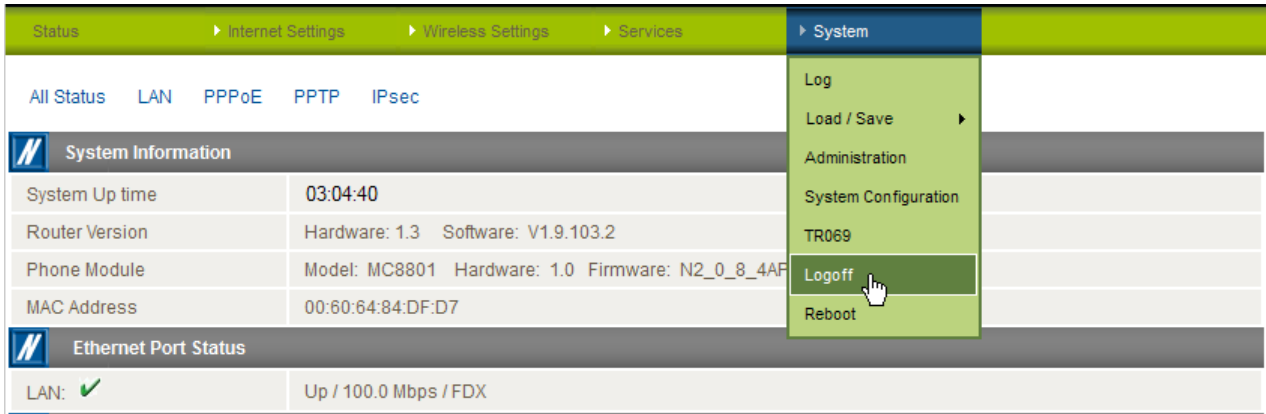 Status Internet Settings Wireless Settings Services System
All Status LAN PPPoE PPTP IPsec
Log
Load / Save
Administration
System Configuration
TR069
Logoff
Reboot
System Information
System Up time 03:04:40
Router Version Hardware: 1.3 Software: V1.9.103.2
Phone Module Model: MC8801 Hardware: 1.0 Firmware: N2_0_8_4AP
MAC Address 00:60:64:84:DF:D7
Ethernet Port Status
LAN: Up / 100.0 Mbps / FDX